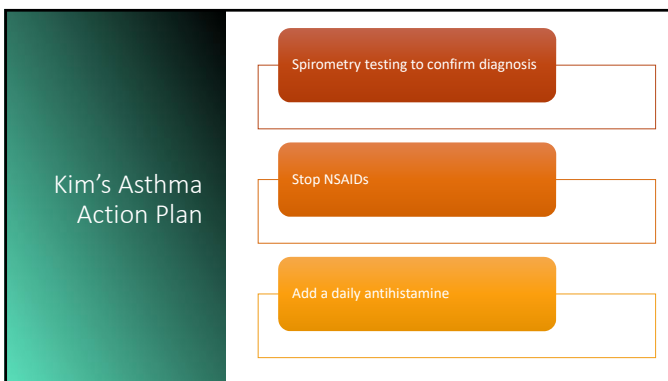 Kim’s Asthma
Action Plan
Spirometry testing to confirm diagnosis
Stop NSAIDs
Add a daily antihistamine